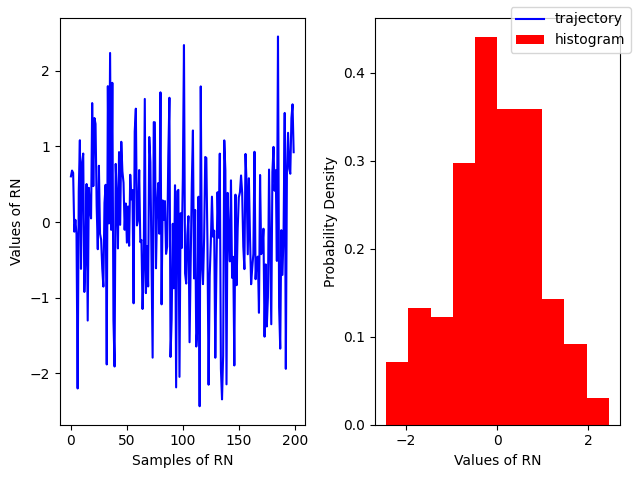 trajectory
histogram
2
1
0
−1
−2
Values of RN
0 50 100 150 200
Samples of RN
0.4
0.3
0.2
0.1
0.0
Probability Density
−2 0 2
Values of RN